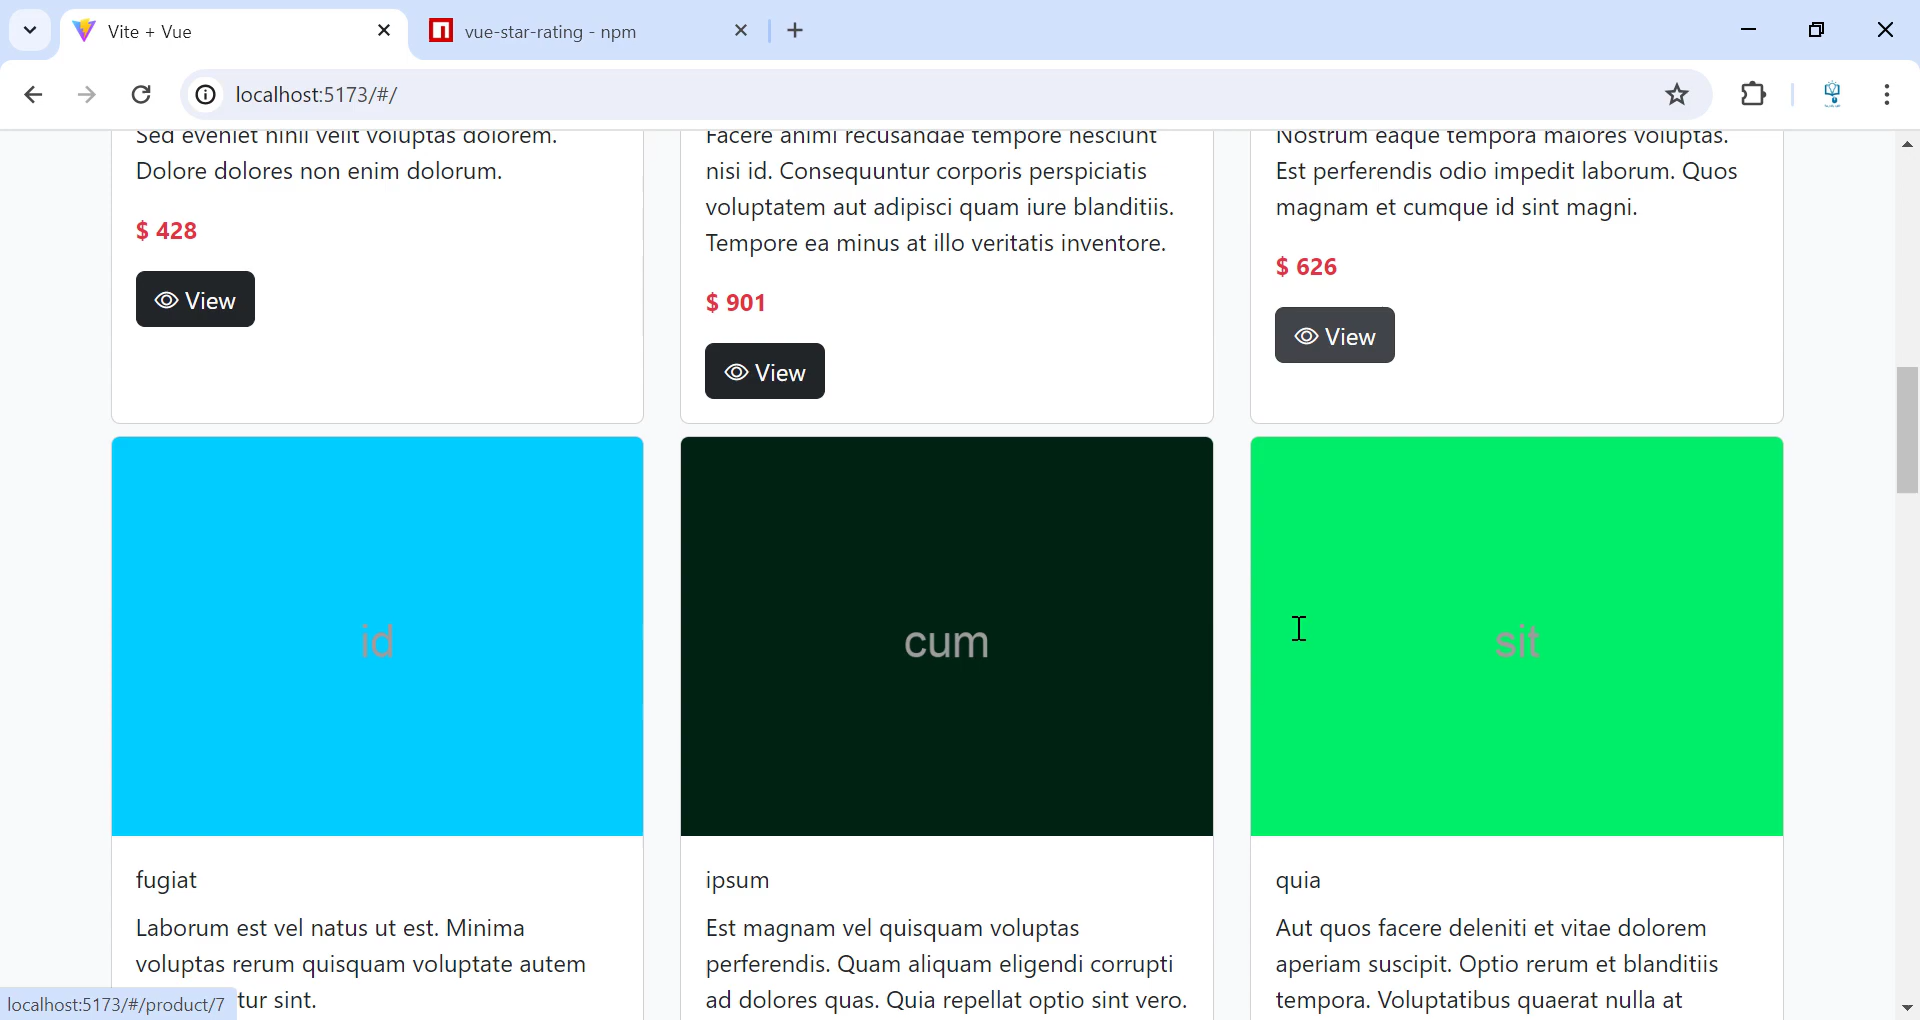 Vite + Vue
vue-star-rating - npm
localhost:5173/#/
Sed eveniet nihil velit voluptas dolorem.
Dolore dolores non enim dolorum.
$ 428
View
Facere animi recusandae tempore nesciunt
nisi id. Consequuntur corporis perspiciatis
voluptatem aut adipisci quam iure blanditiis.
Tempore ea minus at illo veritatis inventore.
$ 901
View
Nostrum eaque tempora maiores voluptas.
Est perferendis odio impedit laborum. Quos
magnam et cumque id sint magni.
$ 626
View
id
fugiat
Laborum est vel natus ut est. Minima
voluptas rerum quisquam voluptate autem
tur sint.
cum
ipsum
Est magnam vel quisquam voluptas
perferendis. Quam aliquam eligendi corrupti
ad dolores quas. Quia repellat optio sint vero.
sit
quia
Aut quos facere deleniti et vitae dolorem
aperiam suscipit. Optio rerum et blanditiis
tempora. Voluptatibus quaerat nulla at
localhost:5173/#/product/7